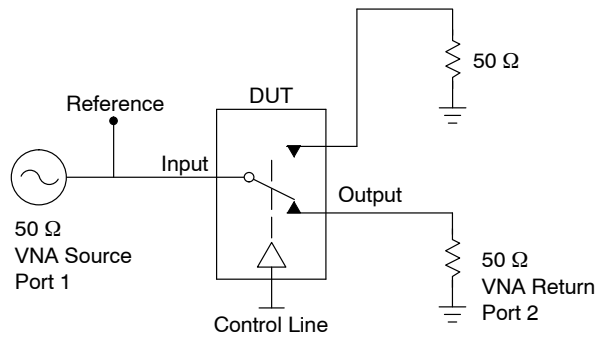 50 Ω
DUT
Reference
Input
Output
50 Ω
VNA Source
Port 1
50 Ω
VNA Return
Port 2
Control Line